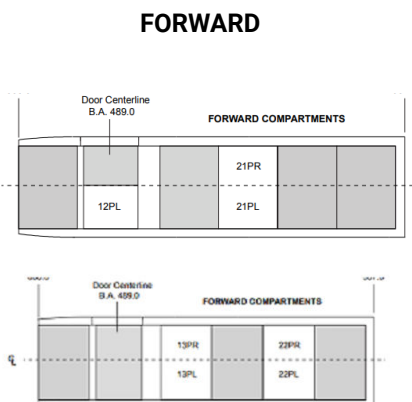 FORWARD
Door Centerline
B.A. 489.0
FORWARD COMPARTMENTS
21PR
12PL
21PL
Door Centerline
B.A. 489.0
FORWARD COMPARTMENTS
13PR
22PR
13PL
22PL